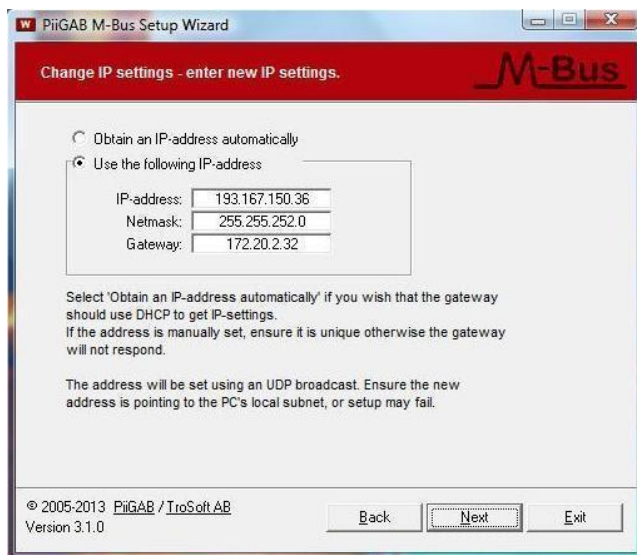 PiiGAB M-Bus Setup Wizard
Change IP settings - enter new IP settings.
M-Bus
Obtain an IP-address automatically
Use the following IP-address
IP-address: 193.167.150.36
Netmask: 255.255.252.0
Gateway: 172.20.2.32
Select 'Obtain an IP-address automatically' if you wish that the gateway
should use DHCP to get IP-settings.
If the address is manually set, ensure it is unique otherwise the gateway
will not respond.
The address will be set using an UDP broadcast. Ensure the new
address is pointing to the PC's local subnet, or setup may fail.
© 2005-2013 PiiGAB / TroSoft AB
Version 3.1.0
Back Next Exit